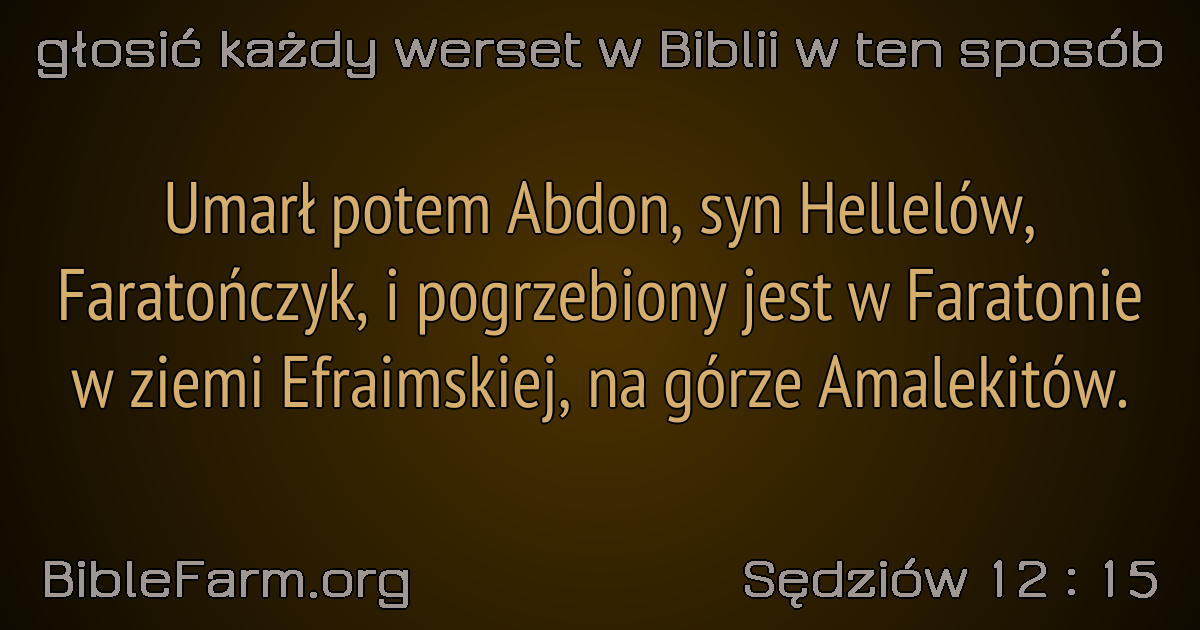 głosić każdy werset w Biblii w ten sposób
Umarł potem Abdon, syn Hellelów,
Faratończyk, i pogrzebiony jest w Faratonie
w ziemi Efraimskiej, na górze Amalekitów.
BibleFarm.org
Sędziów 12 : 15